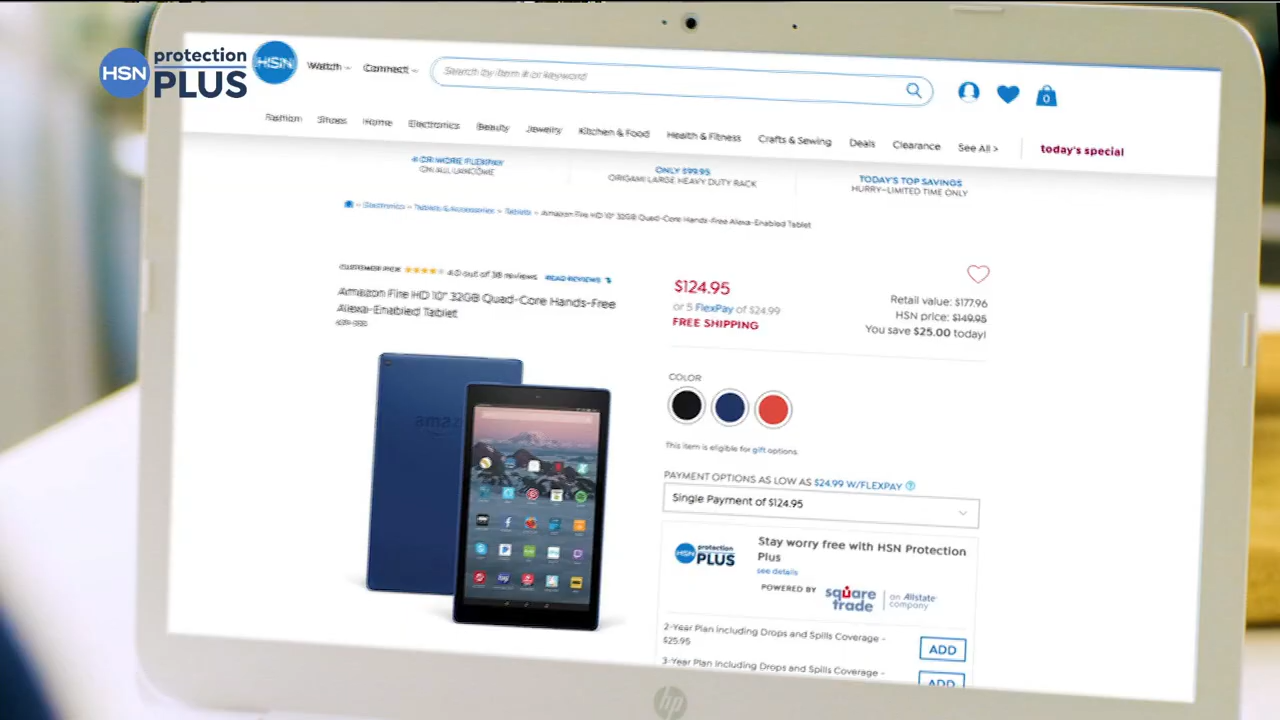 HSN protection PLUS
HSN Watch Connect Search by item # or keyword 0
Fashion Shoes Home Electronics Beauty Jewelry Kitchen & Food Health & Fitness Crafts & Sewing Deals Clearance See All > today's special
4 OR MORE FLEXPAY
ON ALL LANCÔME
ONLY $99.95
ORIGAMI LARGE HEAVY DUTY RACK
TODAY'S TOP SAVINGS
HURRY–LIMITED TIME ONLY
Electronics Tablets & Accessories Tablets Amazon Fire HD 10" 32GB Quad-Core Hands-Free Alexa-Enabled Tablet
CUSTOMER PICK 4.0 out of 38 reviews READ REVIEWS
Amazon Fire HD 10" 32GB Quad-Core Hands-Free
Alexa-Enabled Tablet
$124.95
or 5 FlexPay of $24.99
FREE SHIPPING
Retail value: $177.96
HSN price: $149.95
You save $25.00 today!
COLOR
amaz
This item is eligible for gift options.
PAYMENT OPTIONS AS LOW AS $24.99 W/FLEXPAY ?
Single Payment of $124.95
HSN protection PLUS
Stay worry free with HSN Protection
Plus
see details
POWERED BY square trade | an Allstate company
2-Year Plan Including Drops and Spills Coverage -
$25.95
ADD
3-Year Plan Including Drops and Spills Coverage -
ADD
hp